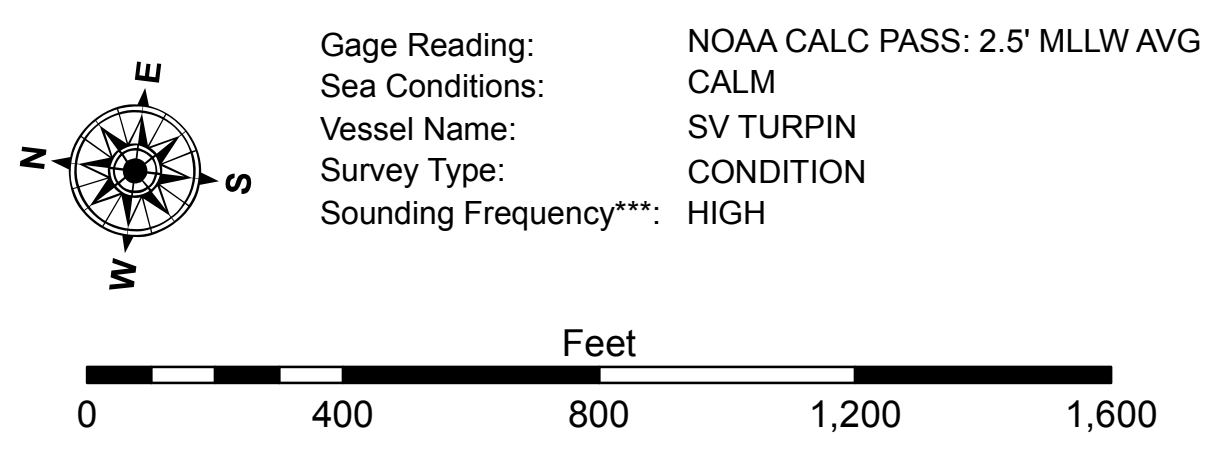 E
N
S
W
Gage Reading: NOAA CALC PASS: 2.5' MLLW AVG
Sea Conditions: CALM
Vessel Name: SV TURPIN
Survey Type: CONDITION
Sounding Frequency***: HIGH
Feet
0 400 800 1,200 1,600